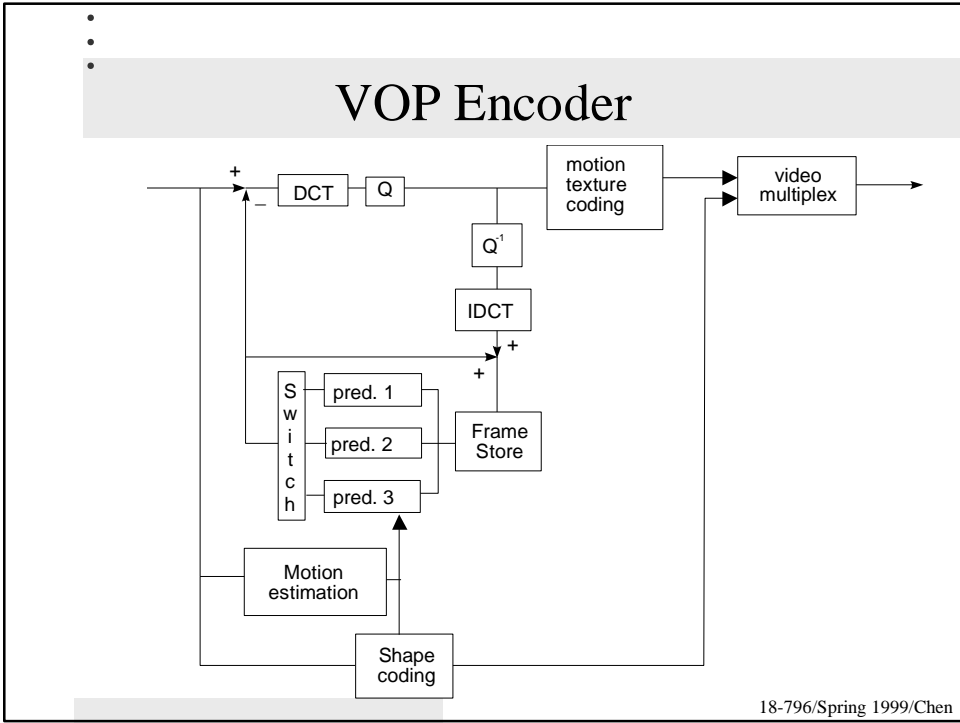 VOP Encoder
+
_
DCT
Q
motion
texture
coding
video
multiplex
Q-1
IDCT
+
+
S
w
i
t
c
h
pred. 1
pred. 2
pred. 3
Frame
Store
Motion
estimation
Shape
coding
18-796/Spring 1999/Chen